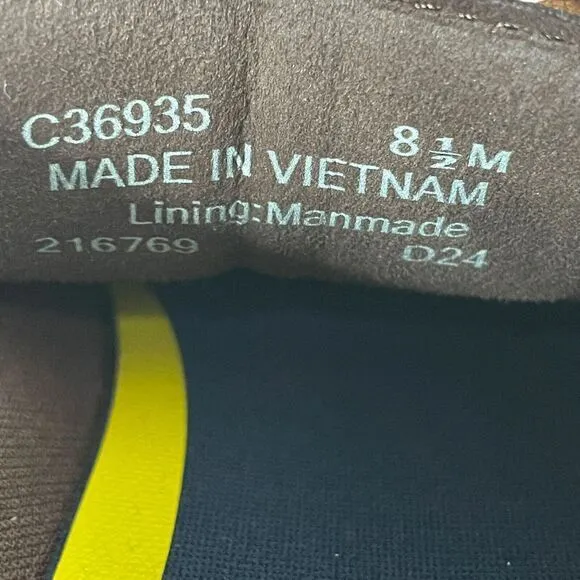 C36935 8 ½ M
MADE IN VIETNAM
Lining:Manmade
216769 D24